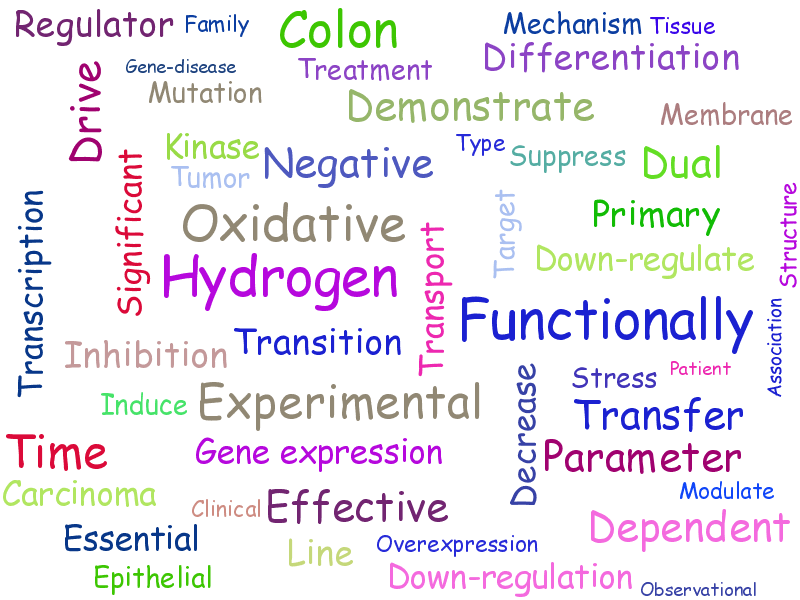 Regulator
Family
Colon
Mechanism
Tissue
Gene-disease
Treatment
Differentiation
Drive
Mutation
Demonstrate
Membrane
Kinase
Negative
Type
Suppress
Dual
Tumor
Significant
Transcription
Oxidative
Target
Primary
Structure
Hydrogen
Transport
Down-regulate
Functionally
Association
Inhibition
Transition
Stress
Patient
Induce
Experimental
Decrease
Transfer
Time
Gene expression
Parameter
Carcinoma
Clinical
Effective
Modulate
Essential
Line
Overexpression
Dependent
Epithelial
Down-regulation
Observational